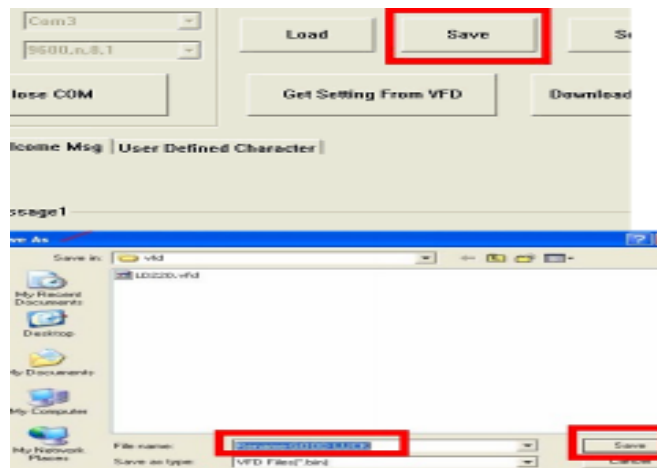 Com3
9600,n,8,1
Load
Save
lose COM
Get Setting From VFD
Download
lcome Msg
User Defined Character
ssage1
ve As
Save in:
vfd
LD220.vfd
My Recent Documents
Desktop
My Documents
My Computer
My Network Places
File name:
Save
Save as type:
VFD Files(*.bin)
Cancel